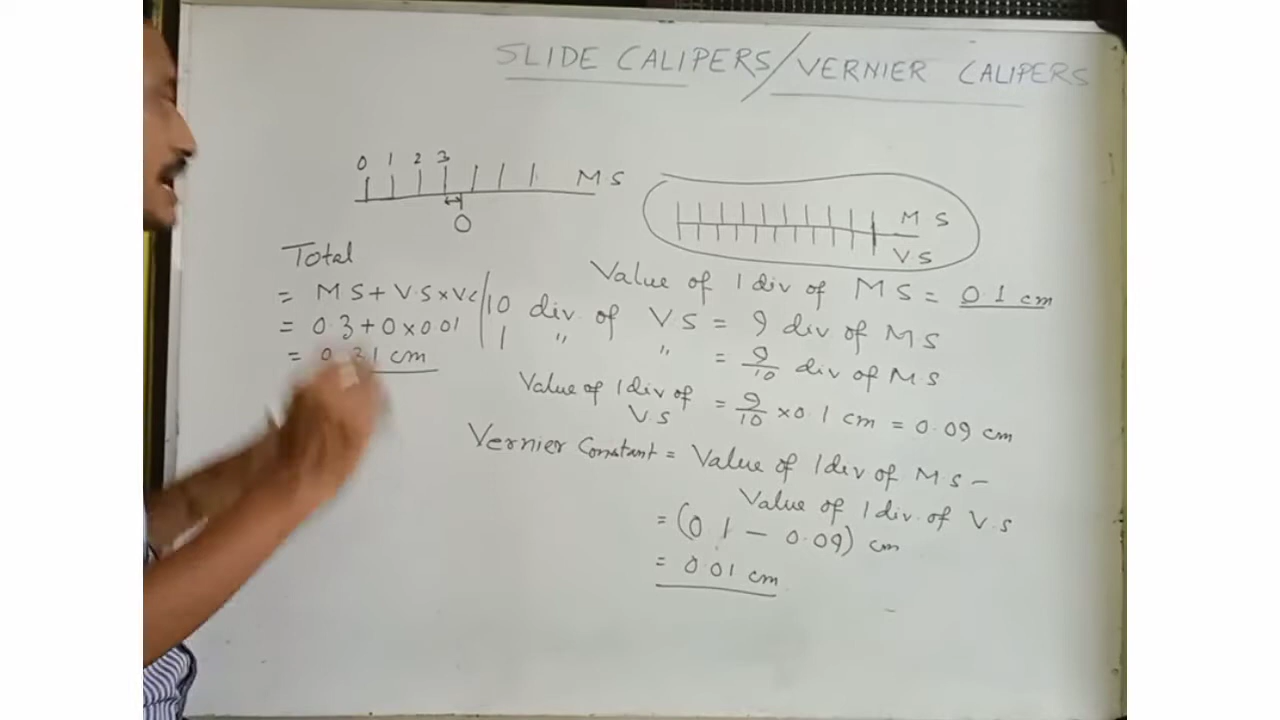 SLIDE CALIPERS/VERNIER CALIPERS
0 1 2 3
M S
0
M S
V S
Total
= M S + V.S x Vc
= 0.3 + 0 x 0.01
= 0.31 cm
Value of 1 div of M S = 0.1 cm
10 div. of V S = 9 div of M S
1 " " = 9/10 div of M S
Value of 1 div of V S = 9/10 x 0.1 cm = 0.09 cm
Vernier Constant = Value of 1 div of M.S -
Value of 1 div. of V.S
= (0.1 - 0.09) cm
= 0.01 cm